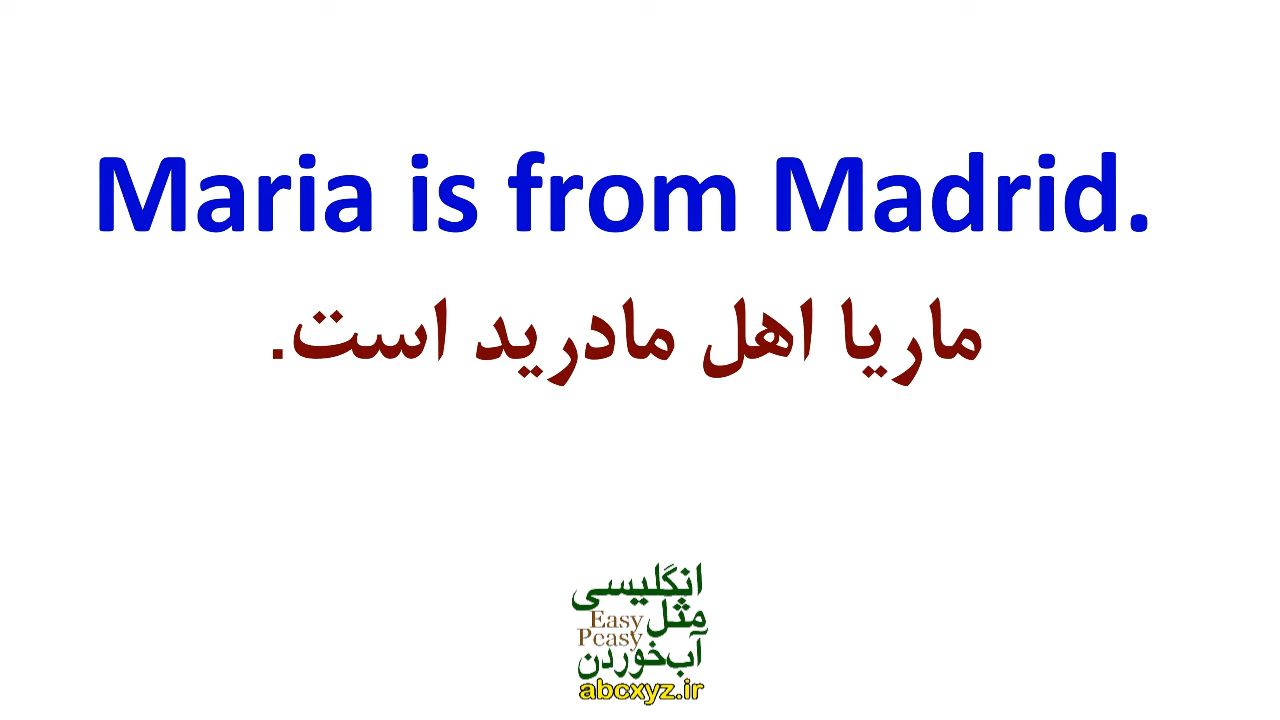 Maria is from Madrid.
ماریا اهل مادرید است.
انگلیسی
مثل
Easy
Peasy
آب‌خوردن
abcxyz.ir